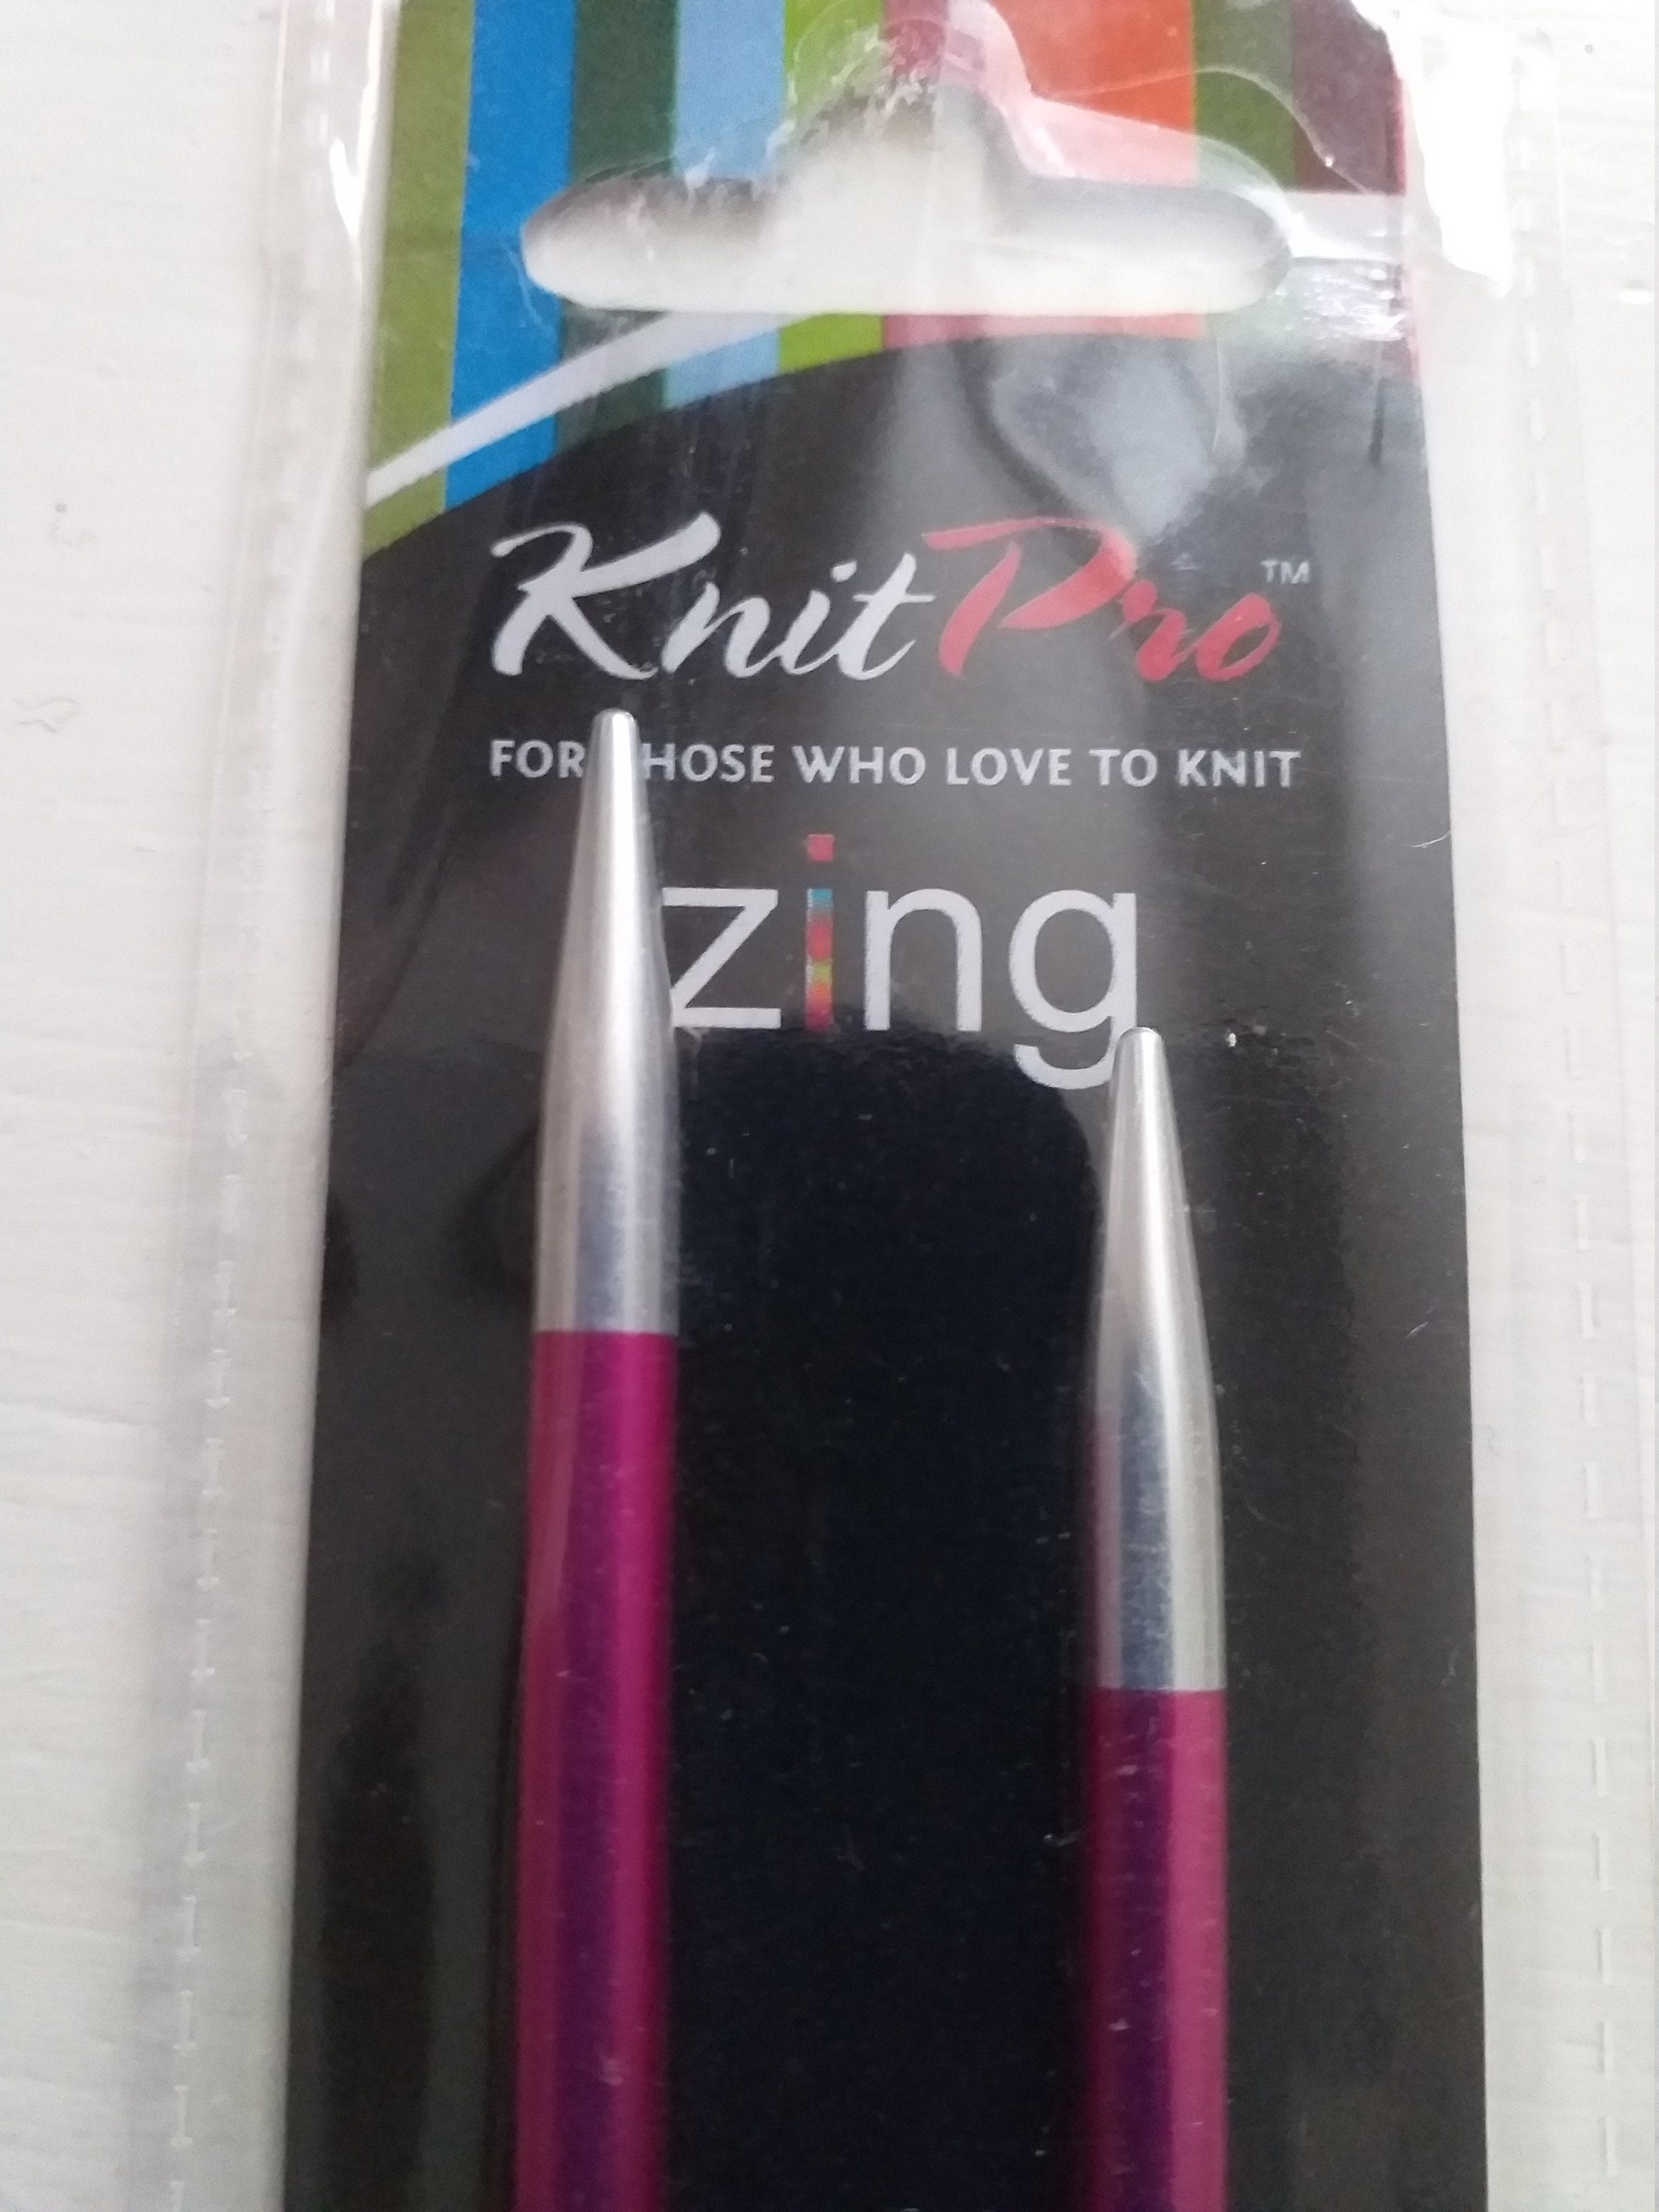 KnitPro™
FOR THOSE WHO LOVE TO KNIT
zing